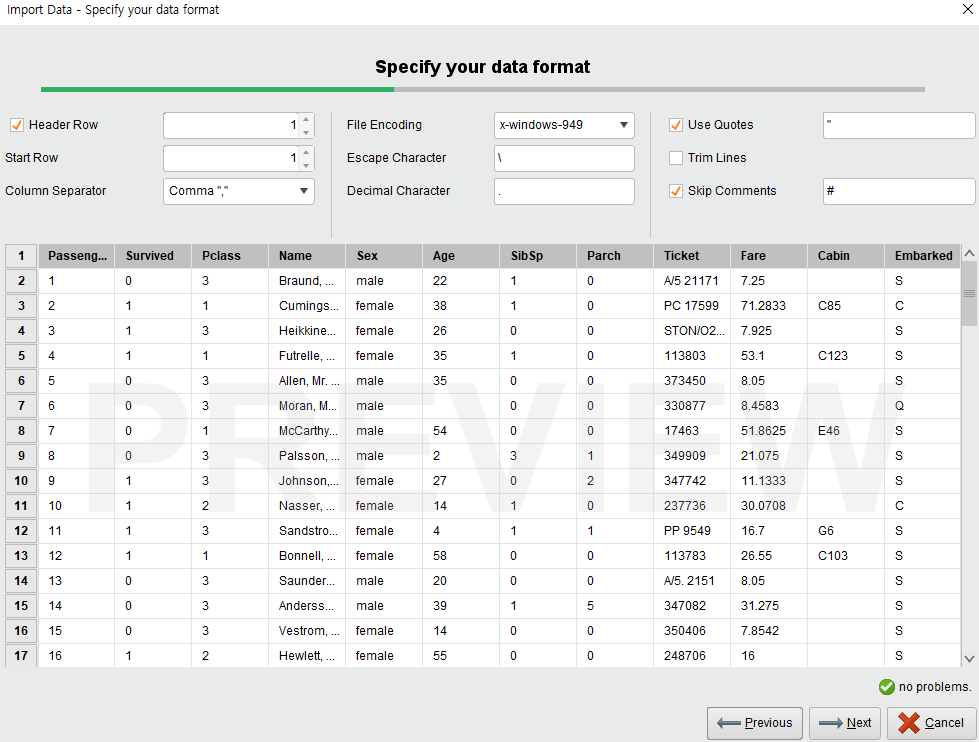 Import Data - Specify your data format
Specify your data format
Header Row 1 File Encoding x-windows-949 Use Quotes "
Start Row 1 Escape Character \ Trim Lines
Column Separator Comma "," Decimal Character . Skip Comments #
1 Passeng... Survived Pclass Name Sex Age SibSp Parch Ticket Fare Cabin Embarked
2 1 0 3 Braund, ... male 22 1 0 A/5 21171 7.25 S
3 2 1 1 Cumings... female 38 1 0 PC 17599 71.2833 C85 C
4 3 1 3 Heikkine... female 26 0 0 STON/O2... 7.925 S
5 4 1 1 Futrelle, ... female 35 1 0 113803 53.1 C123 S
6 5 0 3 Allen, Mr. ... male 35 0 0 373450 8.05 S
7 6 0 3 Moran, M... male 0 0 330877 8.4583 Q
8 7 0 1 McCarthy... male 54 0 0 17463 51.8625 E46 S
9 8 0 3 Palsson, ... male 2 3 1 349909 21.075 S
10 9 1 3 Johnson,... female 27 0 2 347742 11.1333 S
11 10 1 2 Nasser, ... female 14 1 0 237736 30.0708 C
12 11 1 3 Sandstro... female 4 1 1 PP 9549 16.7 G6 S
13 12 1 1 Bonnell, ... female 58 0 0 113783 26.55 C103 S
14 13 0 3 Saunder... male 20 0 0 A/5. 2151 8.05 S
15 14 0 3 Anderss... male 39 1 5 347082 31.275 S
16 15 0 3 Vestrom, ... female 14 0 0 350406 7.8542 S
17 16 1 2 Hewlett, ... female 55 0 0 248706 16 S
PREVIEW
no problems.
Previous Next Cancel